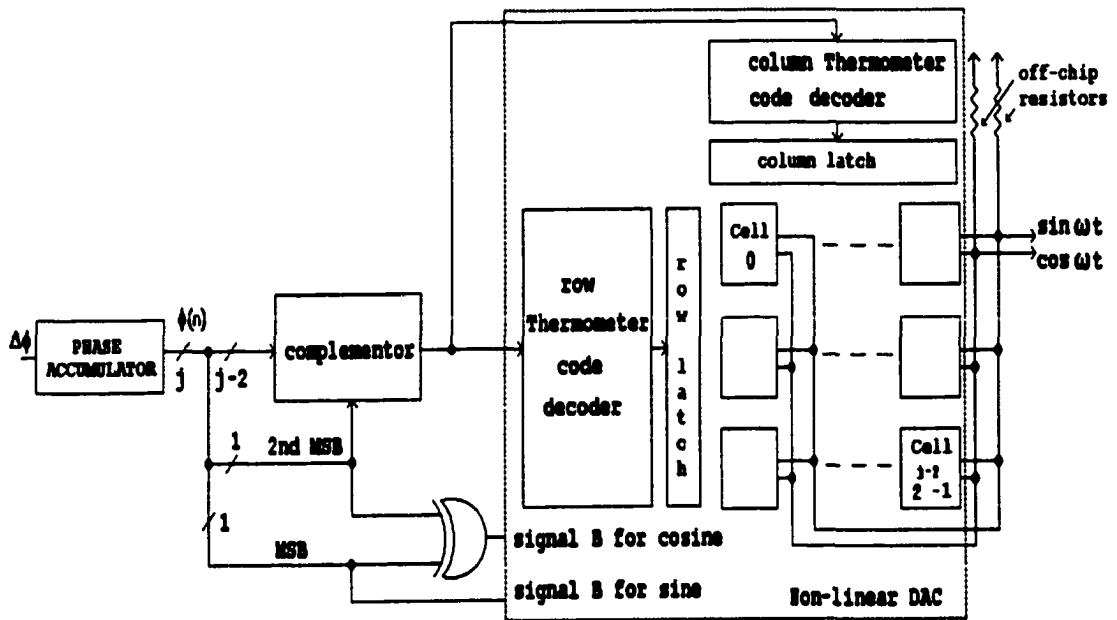 column Thermometer
code decoder
off-chip
resistors
column latch
sin ωt
cos ωt
Cell
0
row
Thermometer
code
decoder
row latch
Δϕ
PHASE
ACCUMULATOR
ϕ(n)
j
j-2
complementor
1
2nd MSB
1
MSB
signal B for cosine
signal B for sine
Cell
2^{j-2}-1
Non-linear DAC